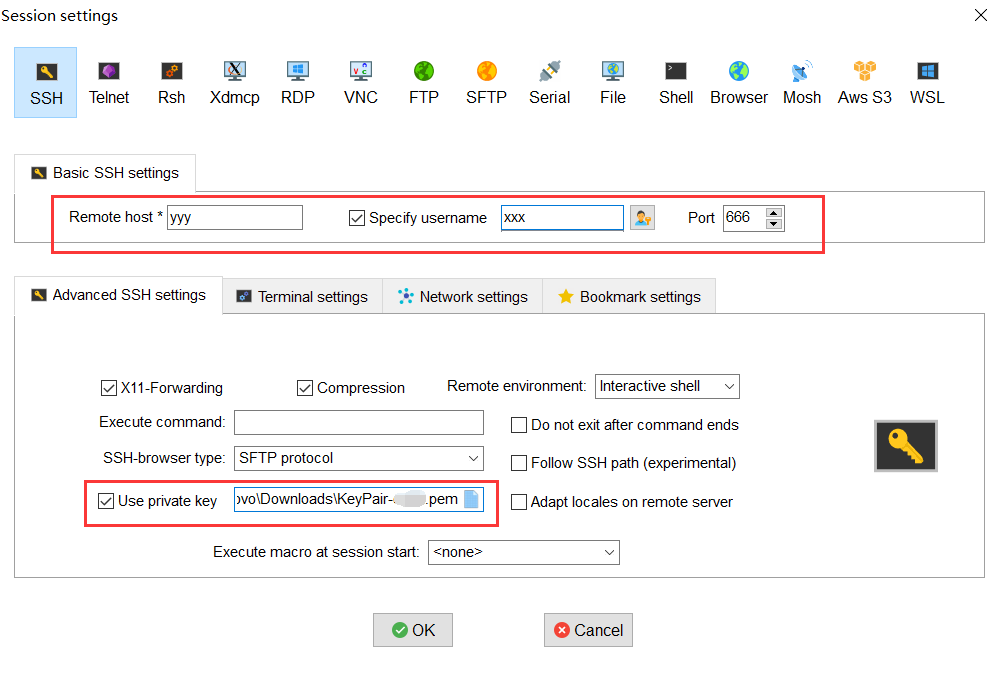 Session settings
SSH Telnet Rsh Xdmcp RDP VNC FTP SFTP Serial File Shell Browser Mosh Aws S3 WSL
Basic SSH settings
Remote host * yyy Specify username xxx Port 666
Advanced SSH settings Terminal settings Network settings Bookmark settings
X11-Forwarding Compression Remote environment: Interactive shell
Execute command: Do not exit after command ends
SSH-browser type: SFTP protocol Follow SSH path (experimental)
Use private key ovo\Downloads\KeyPair- .pem Adapt locales on remote server
Execute macro at session start: <none>
OK Cancel